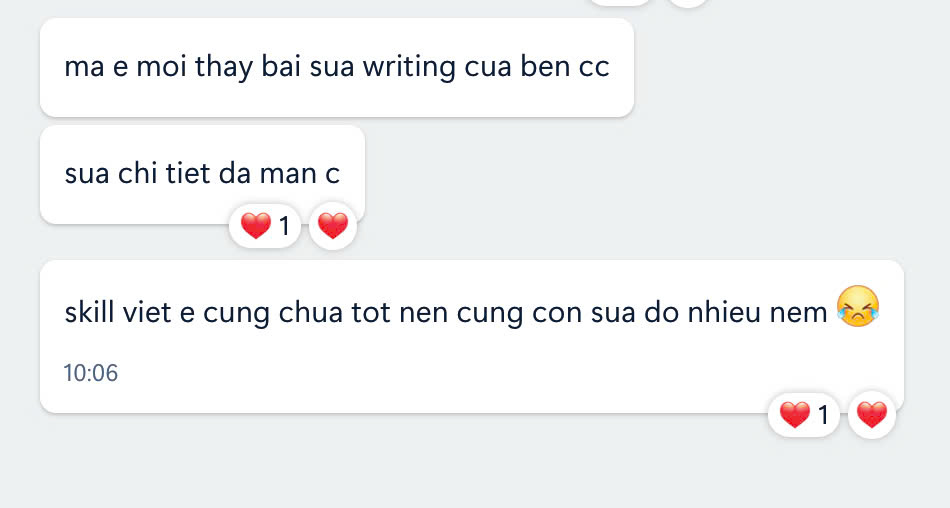 ma e moi thay bai sua writing cua ben cc
sua chi tiet da man c
❤️ 1 ❤️
skill viet e cung chua tot nen cung con sua do nhieu nem 😭
10:06
❤️ 1 ❤️